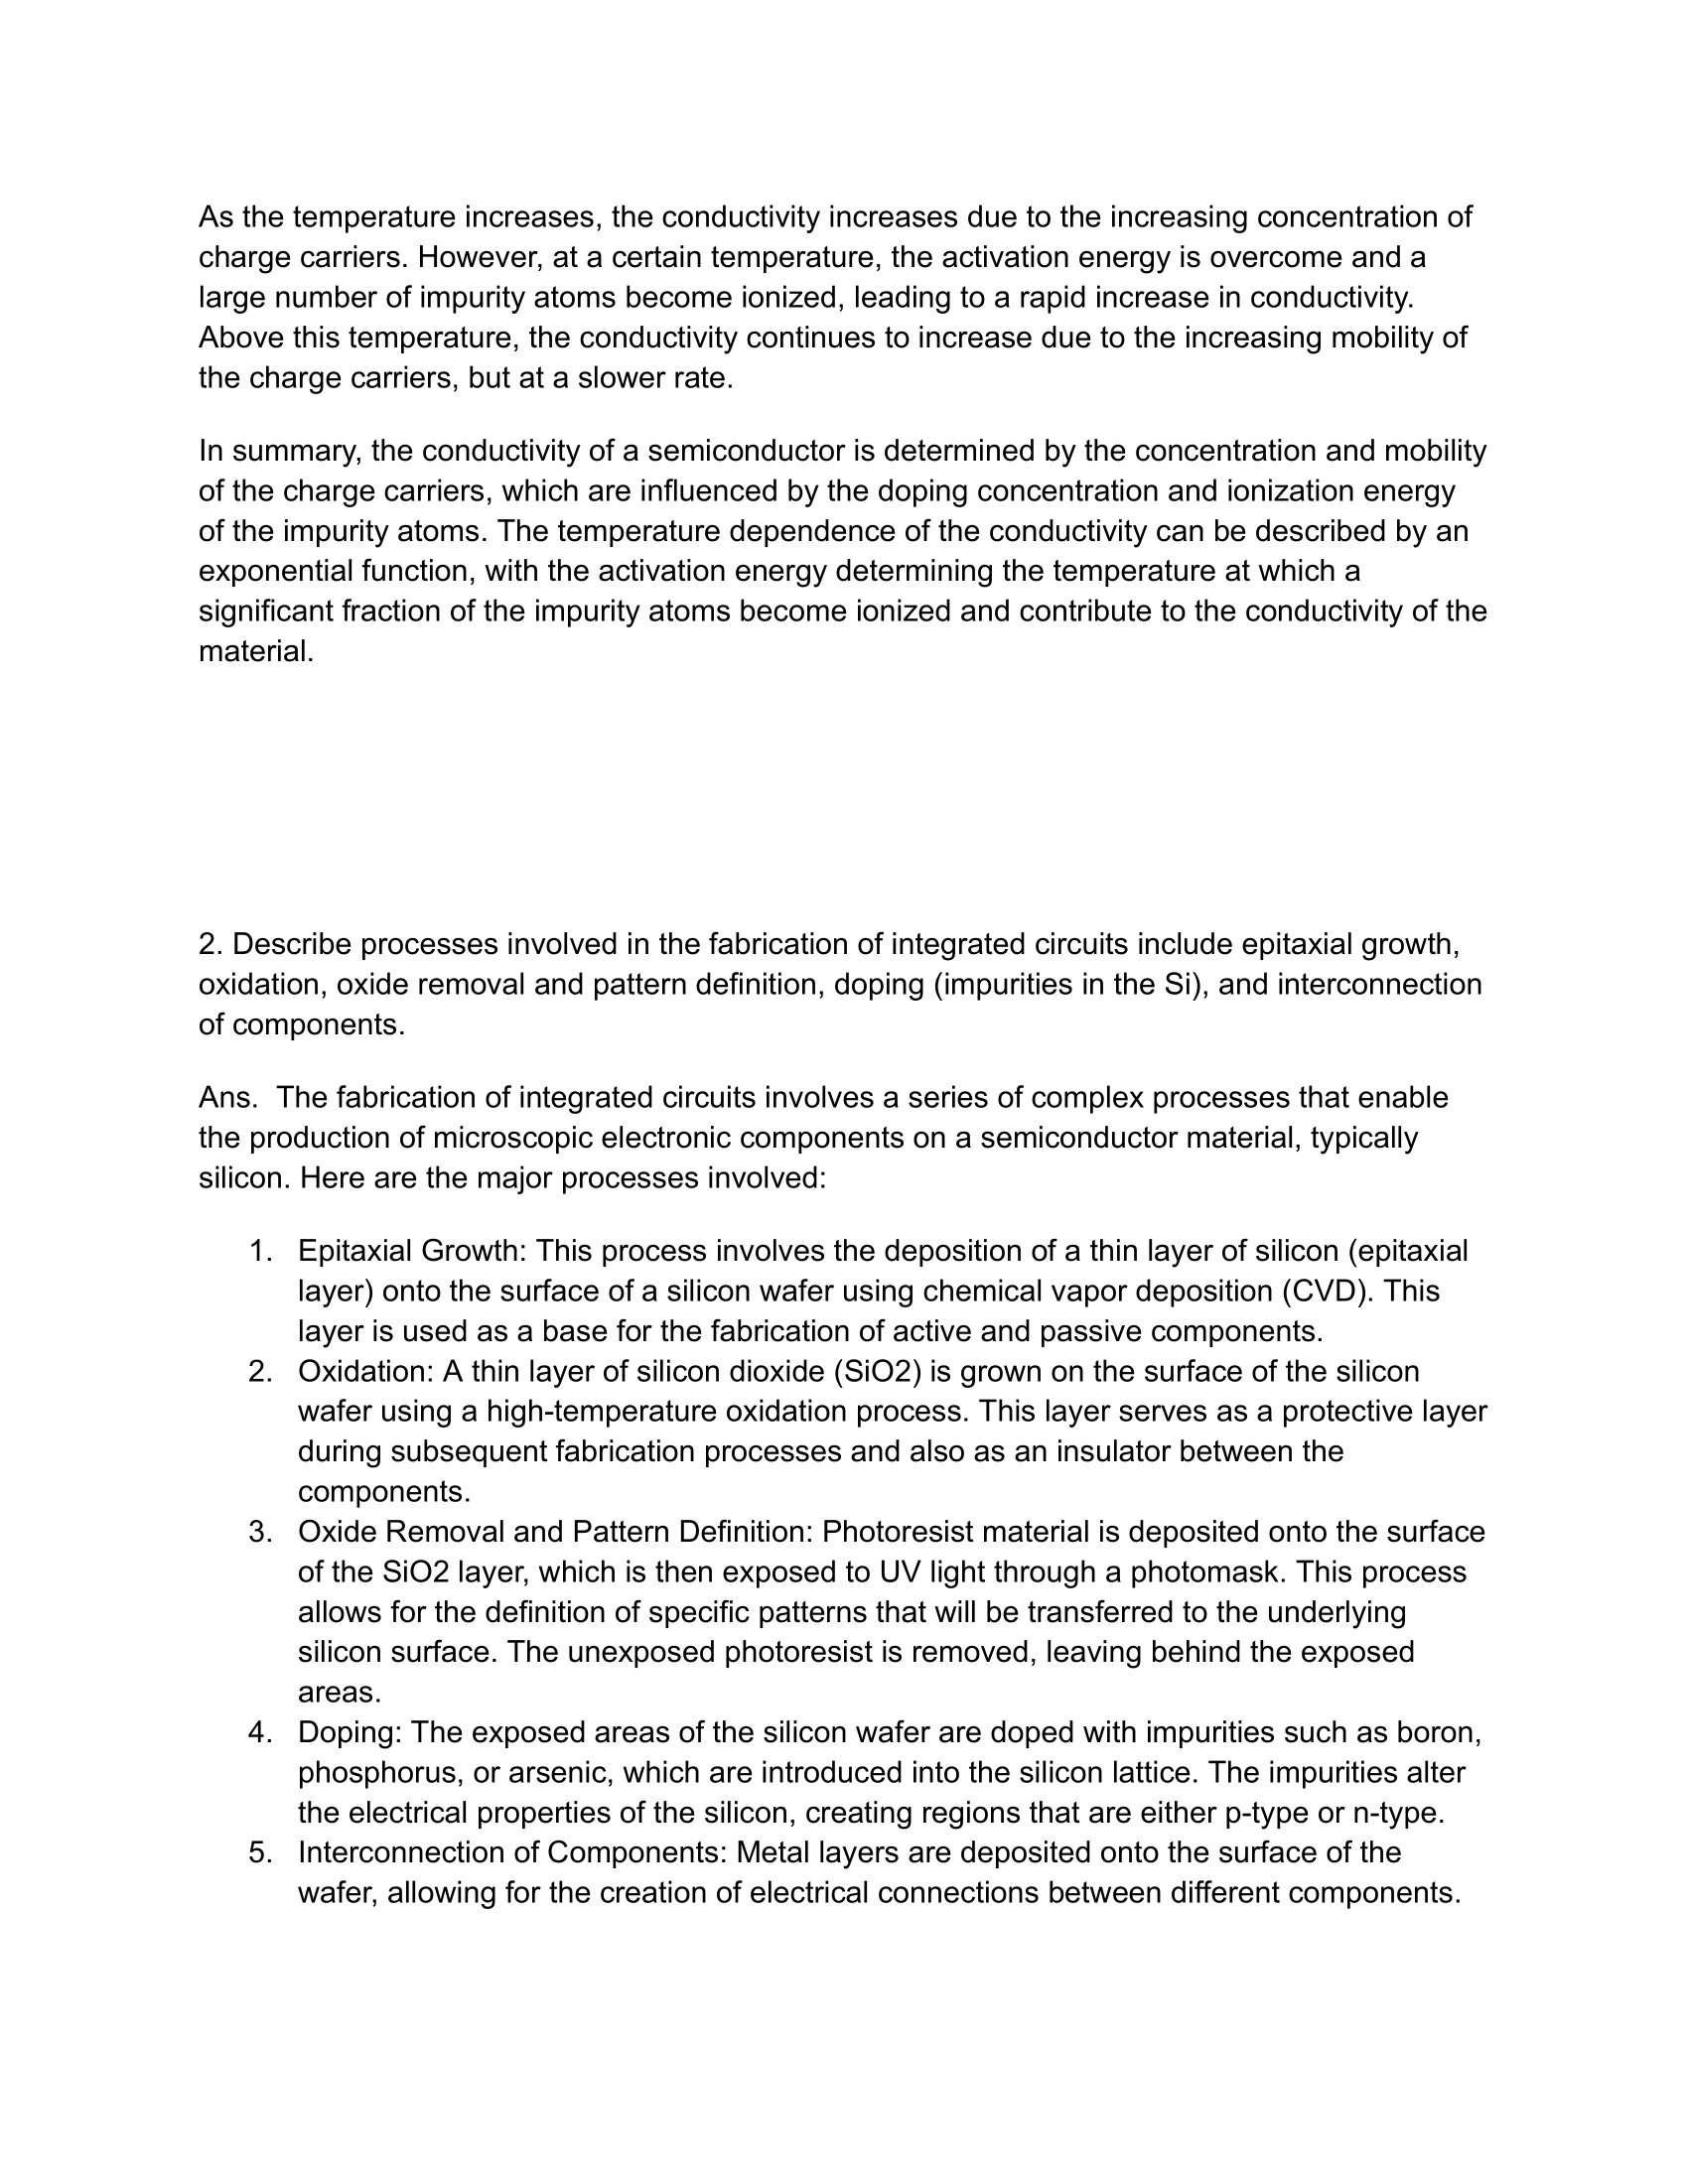 As the temperature increases, the conductivity increases due to the increasing concentration of
charge carriers. However, at a certain temperature, the activation energy is overcome and a
large number of impurity atoms become ionized, leading to a rapid increase in conductivity.
Above this temperature, the conductivity continues to increase due to the increasing mobility of
the charge carriers, but at a slower rate.
In summary, the conductivity of a semiconductor is determined by the concentration and mobility
of the charge carriers, which are influenced by the doping concentration and ionization energy
of the impurity atoms. The temperature dependence of the conductivity can be described by an
exponential function, with the activation energy determining the temperature at which a
significant fraction of the impurity atoms become ionized and contribute to the conductivity of the
material.
2. Describe processes involved in the fabrication of integrated circuits include epitaxial growth,
oxidation, oxide removal and pattern definition, doping (impurities in the Si), and interconnection
of components.
Ans.  The fabrication of integrated circuits involves a series of complex processes that enable
the production of microscopic electronic components on a semiconductor material, typically
silicon. Here are the major processes involved:
1. Epitaxial Growth: This process involves the deposition of a thin layer of silicon (epitaxial
layer) onto the surface of a silicon wafer using chemical vapor deposition (CVD). This
layer is used as a base for the fabrication of active and passive components.
2. Oxidation: A thin layer of silicon dioxide (SiO2) is grown on the surface of the silicon
wafer using a high-temperature oxidation process. This layer serves as a protective layer
during subsequent fabrication processes and also as an insulator between the
components.
3. Oxide Removal and Pattern Definition: Photoresist material is deposited onto the surface
of the SiO2 layer, which is then exposed to UV light through a photomask. This process
allows for the definition of specific patterns that will be transferred to the underlying
silicon surface. The unexposed photoresist is removed, leaving behind the exposed
areas.
4. Doping: The exposed areas of the silicon wafer are doped with impurities such as boron,
phosphorus, or arsenic, which are introduced into the silicon lattice. The impurities alter
the electrical properties of the silicon, creating regions that are either p-type or n-type.
5. Interconnection of Components: Metal layers are deposited onto the surface of the
wafer, allowing for the creation of electrical connections between different components.